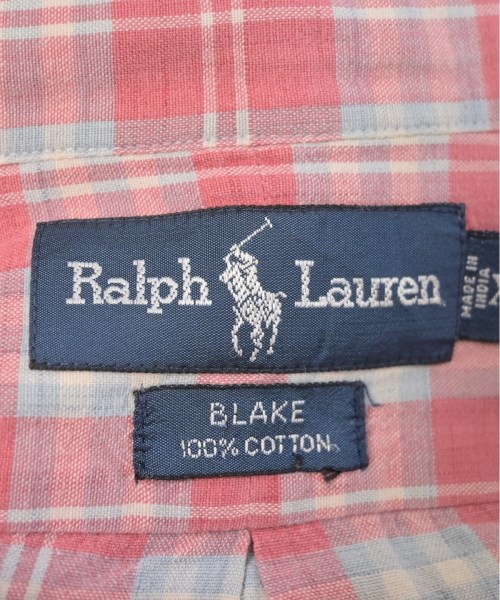 Ralph Lauren
MADE IN
INDIA
BLAKE
100% COTTON